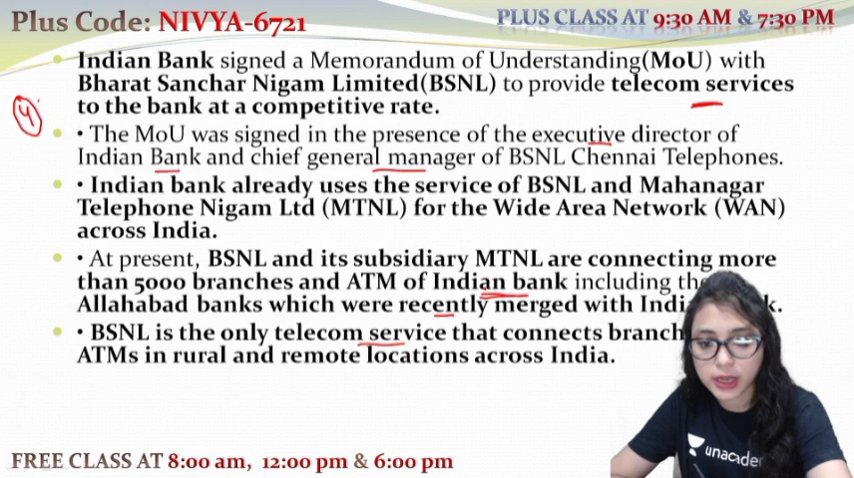 Plus Code: NIVYA-6721
PLUS CLASS AT 9:30 AM & 7:30 PM
Indian Bank signed a Memorandum of Understanding(MoU) with
Bharat Sanchar Nigam Limited(BSNL) to provide telecom services
to the bank at a competitive rate.
4
• The MoU was signed in the presence of the executive director of
Indian Bank and chief general manager of BSNL Chennai Telephones.
• Indian bank already uses the service of BSNL and Mahanagar
Telephone Nigam Ltd (MTNL) for the Wide Area Network (WAN)
across India.
• At present, BSNL and its subsidiary MTNL are connecting more
than 5000 branches and ATM of Indian bank including
Allahabad banks which were recently merged with
• BSNL is the only telecom service that connects
ATMs in rural and remote locations across India.
unacademy
FREE CLASS AT 8:00 am, 12:00 pm & 6:00 pm